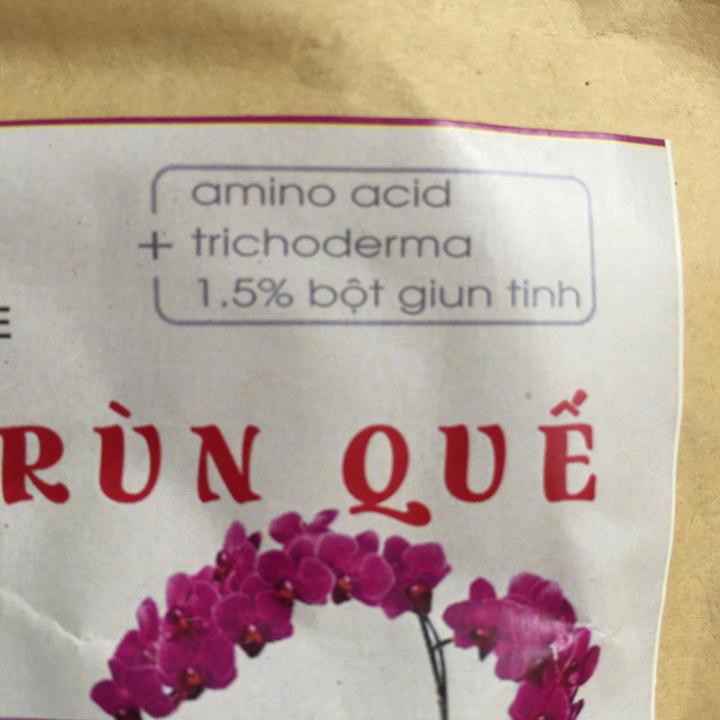 amino acid
+ trichoderma
1.5% bột giun tinh
E
RÙN QUẾ